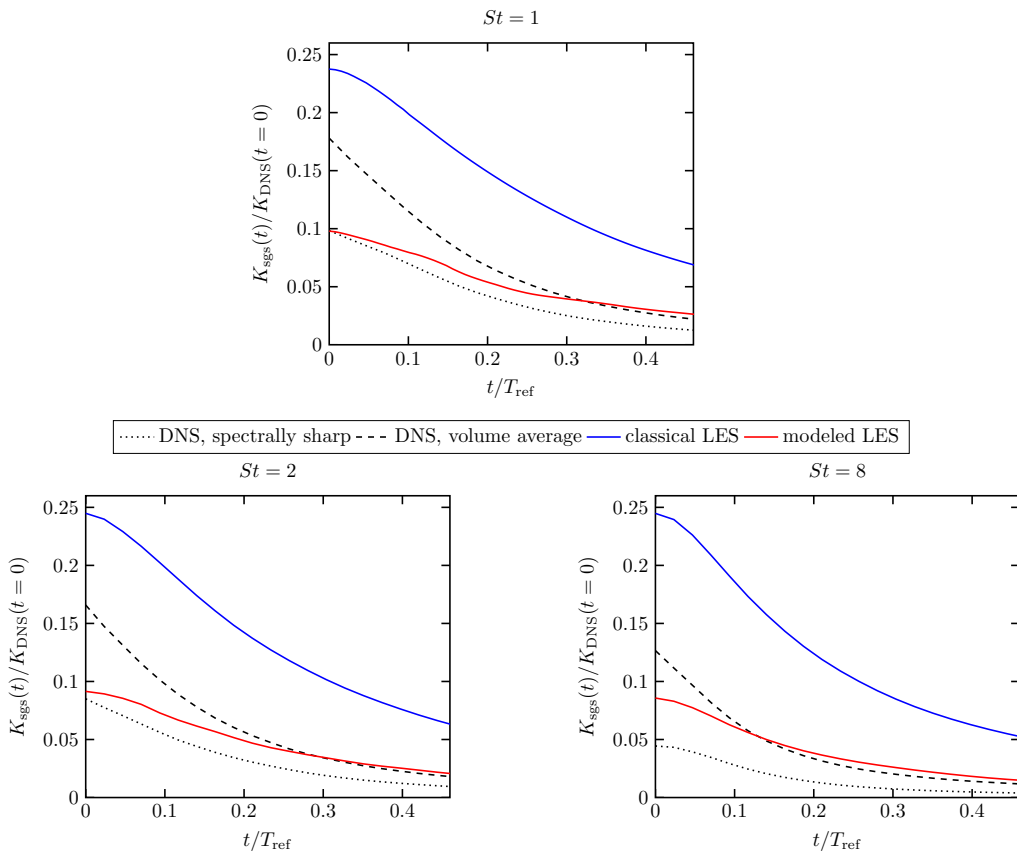 St = 1
0.25
0.2
0.15
0.1
0.05
0
K_sgs(t)/K_DNS(t = 0)
0 0.1 0.2 0.3 0.4
t/T_ref
DNS, spectrally sharp DNS, volume average classical LES modeled LES
St = 2
0.25
0.2
0.15
0.1
0.05
0
K_sgs(t)/K_DNS(t = 0)
0 0.1 0.2 0.3 0.4
t/T_ref
St = 8
0.25
0.2
0.15
0.1
0.05
0
K_sgs(t)/K_DNS(t = 0)
0 0.1 0.2 0.3 0.4
t/T_ref